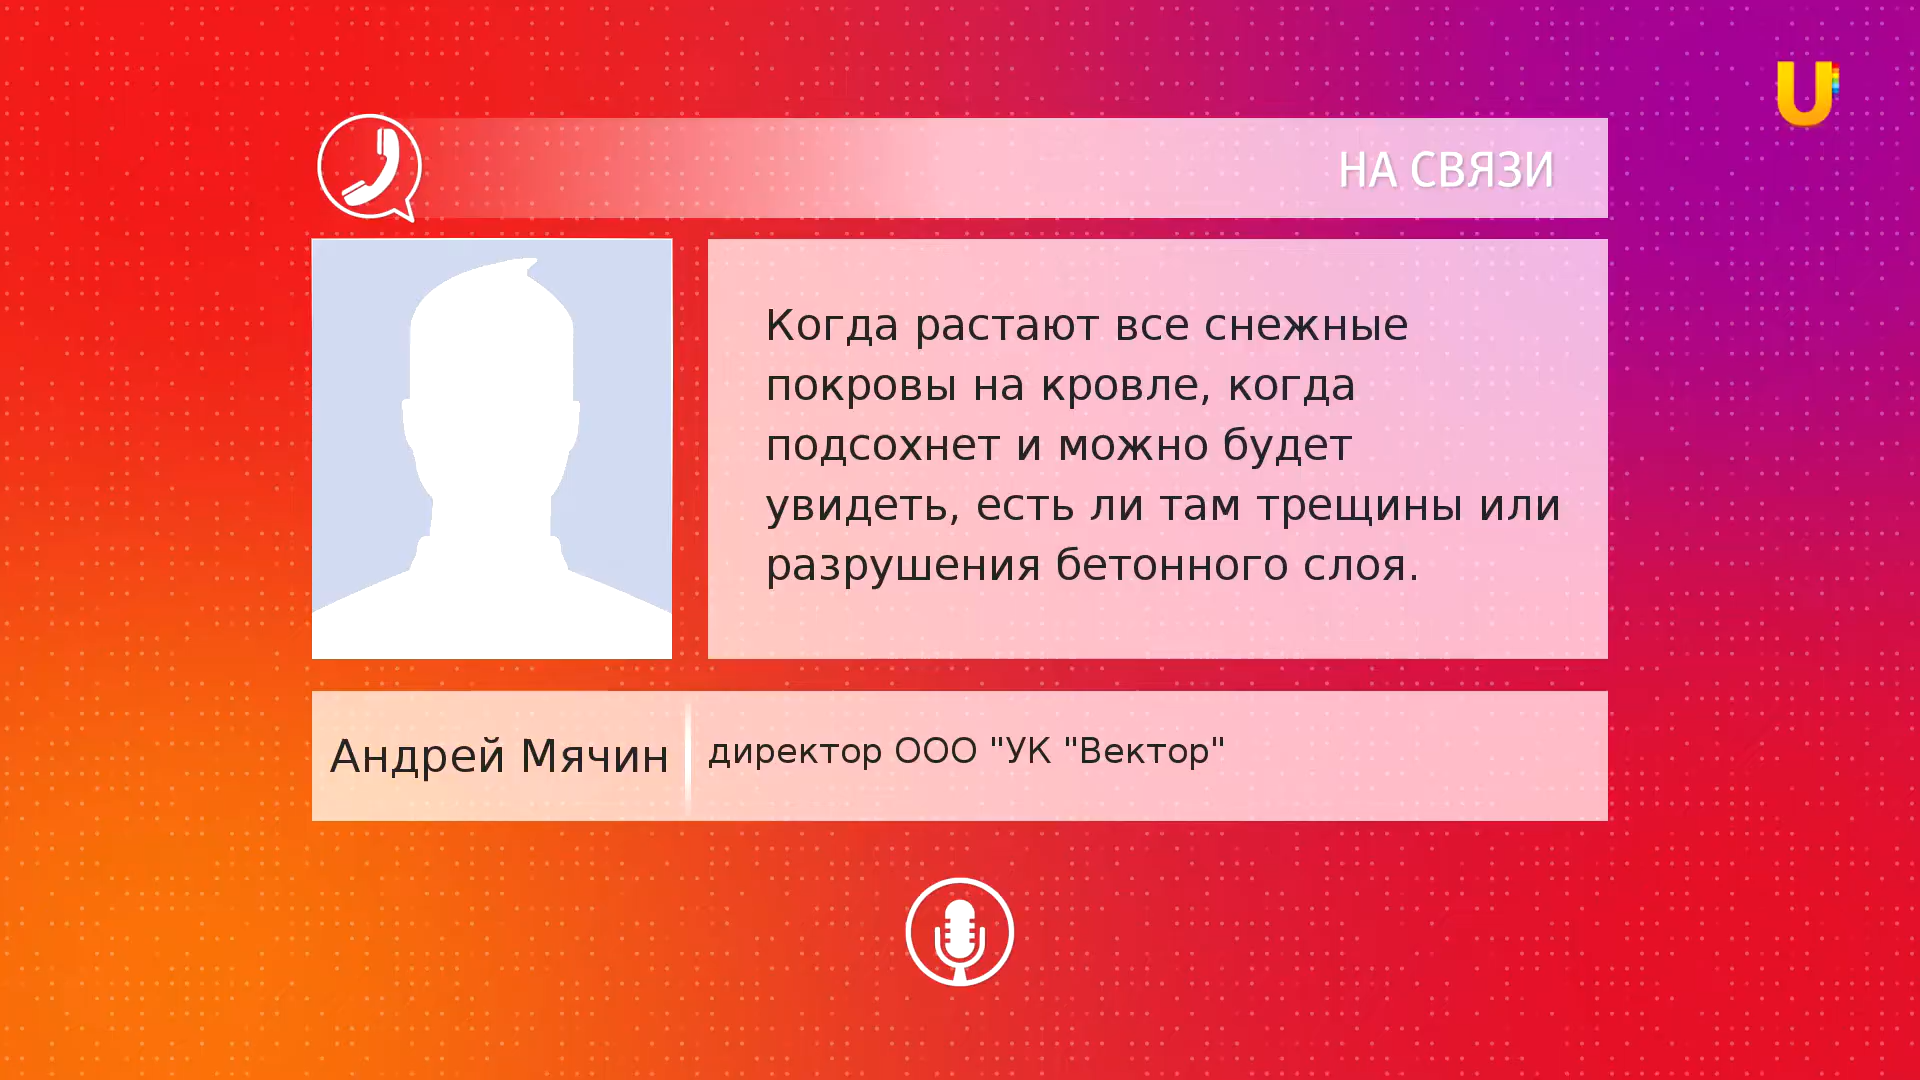 U
НА СВЯЗИ
Когда растают все снежные
покровы на кровле, когда
подсохнет и можно будет
увидеть, есть ли там трещины или
разрушения бетонного слоя.
Андрей Мячин
директор ООО "УК "Вектор"